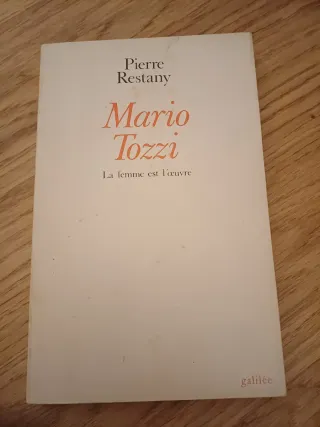 Pierre
Restany
Mario
Tozzi
La femme est l'œuvre
galilée